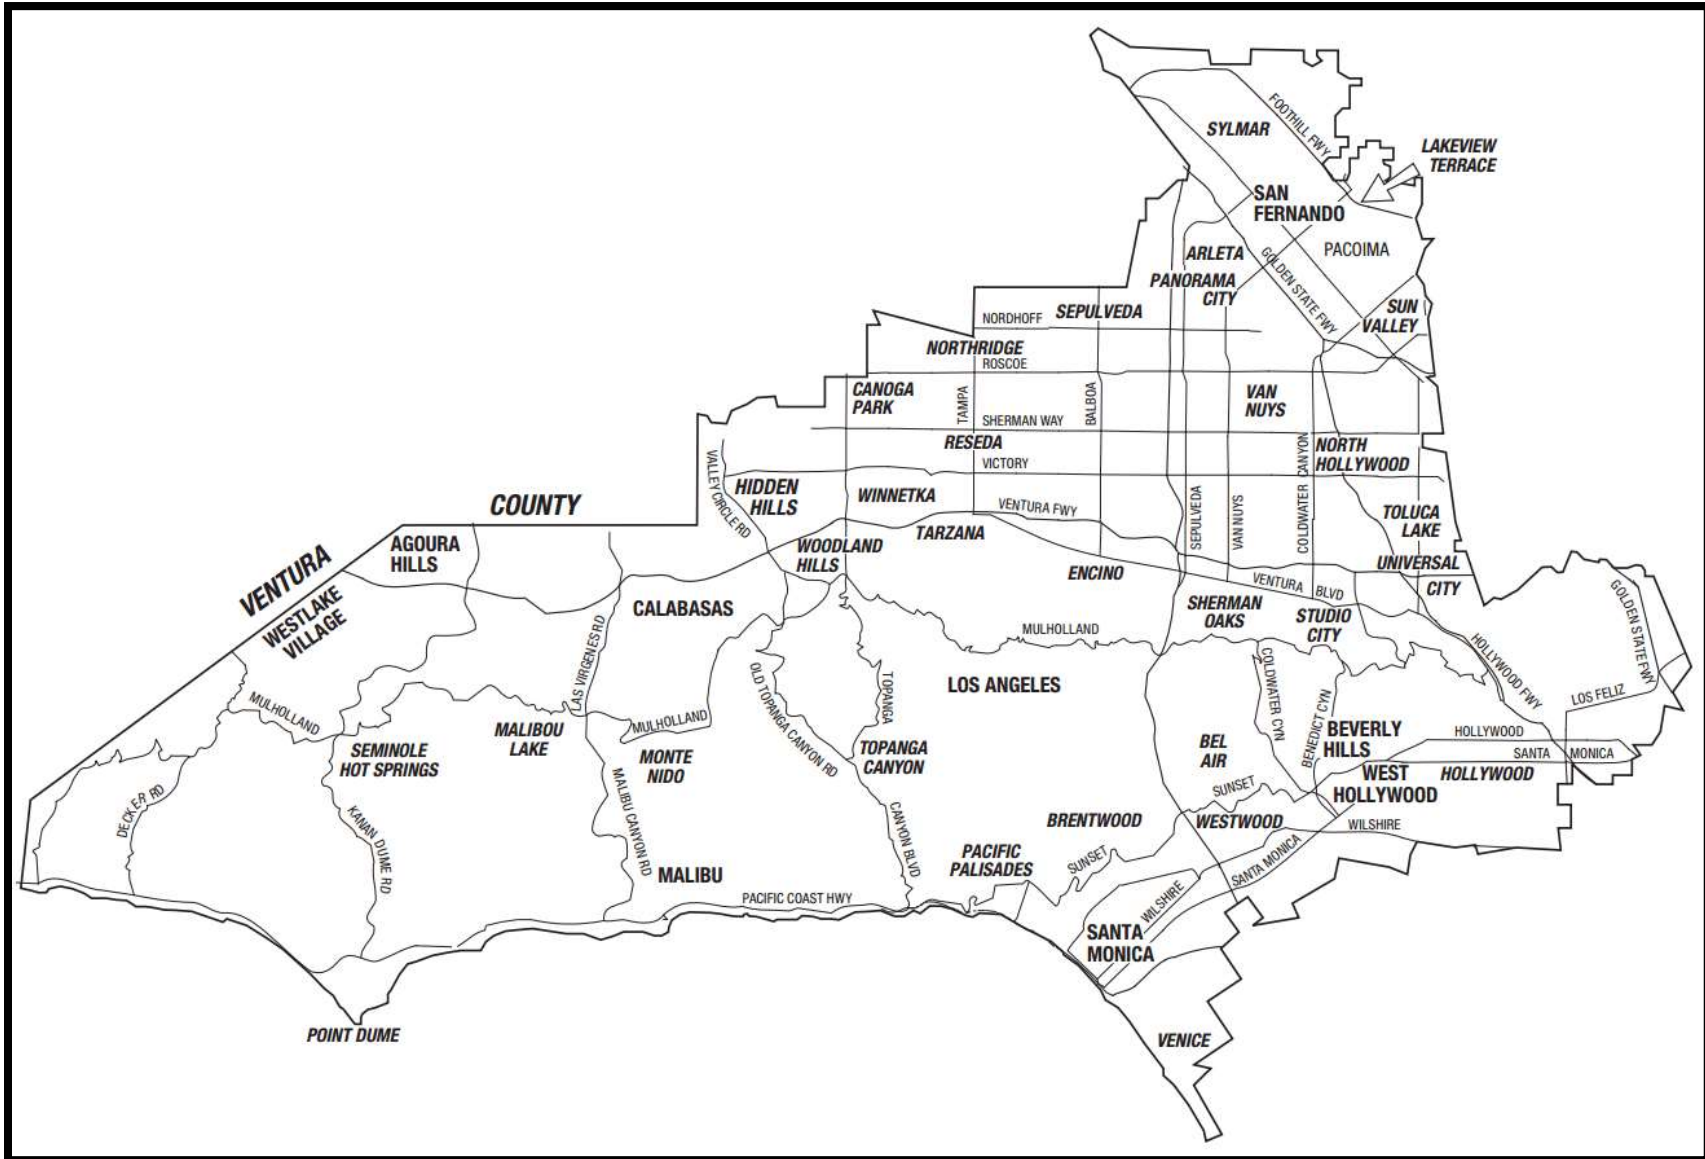 FOOTHILL FWY
SYLMAR
LAKEVIEW
TERRACE
SAN
FERNANDO
PACOIMA
ARLETA
GOLDEN STATE FWY
PANORAMA
CITY
SUN
VALLEY
NORDHOFF
SEPULVEDA
NORTHRIDGE
ROSCOE
CANOGA
PARK
TAMPA
BALBOA
VAN
NUYS
SHERMAN WAY
RESEDA
NORTH
HOLLYWOOD
VICTORY
VALLEY CIRCLE RD
HIDDEN
HILLS
WINNETKA
COUNTY
VENTURA FWY
SEPULVEDA
VAN NUYS
COLDWATER CANYON
TOLUCA
LAKE
TARZANA
AGOURA
HILLS
WOODLAND
HILLS
UNIVERSAL
CITY
VENTURA
ENCINO
VENTURA BLVD
WESTLAKE
VILLAGE
CALABASAS
SHERMAN
OAKS
STUDIO
CITY
GOLDEN STATE FWY
MULHOLLAND
LAS VIRGENES RD
HOLLYWOOD FWY
OLD TOPANGA CANYON RD
TOPANGA
LOS ANGELES
COLDWATER CYN
BENEDICT CYN
LOS FELIZ
MULHOLLAND
MULHOLLAND
MALIBOU
LAKE
BEVERLY
HILLS
HOLLYWOOD
SEMINOLE
HOT SPRINGS
MONTE
NIDO
TOPANGA
CANYON
BEL
AIR
SANTA MONICA
WEST
HOLLYWOOD
HOLLYWOOD
DECKER RD
KANAN DUME RD
MALIBU CANYON RD
CANYON BLVD
SUNSET
BRENTWOOD
WESTWOOD
WILSHIRE
PACIFIC
PALISADES
SUNSET
SANTA MONICA
MALIBU
PACIFIC COAST HWY
WILSHIRE
SANTA
MONICA
POINT DUME
VENICE